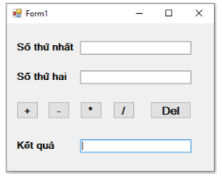 Form1
Số thứ nhất
Số thứ hai
+ - * / Del
Kết quả